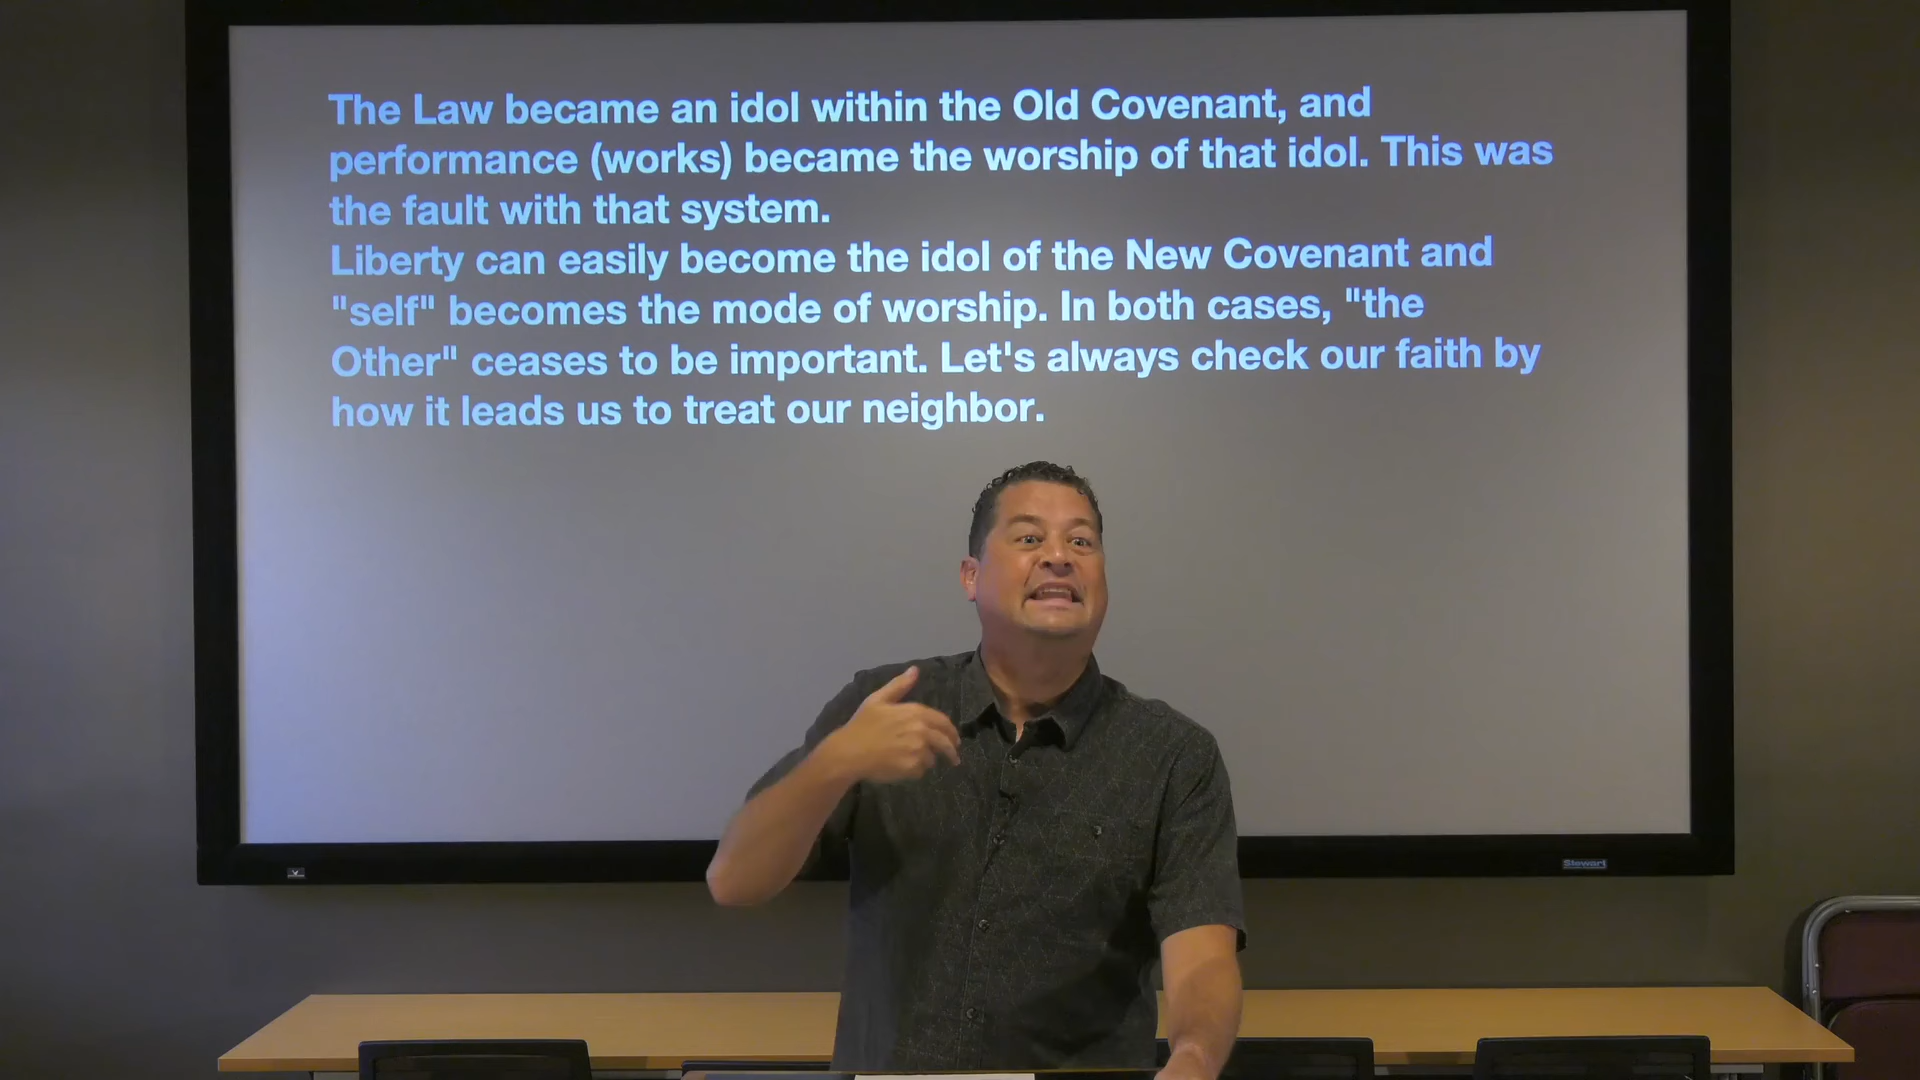 The Law became an idol within the Old Covenant, and
performance (works) became the worship of that idol. This was
the fault with that system.
Liberty can easily become the idol of the New Covenant and
"self" becomes the mode of worship. In both cases, "the
Other" ceases to be important. Let's always check our faith by
how it leads us to treat our neighbor.
Stewart